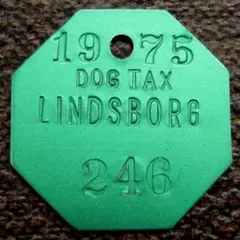 19 75
DOG TAX
LINDSBORG
246